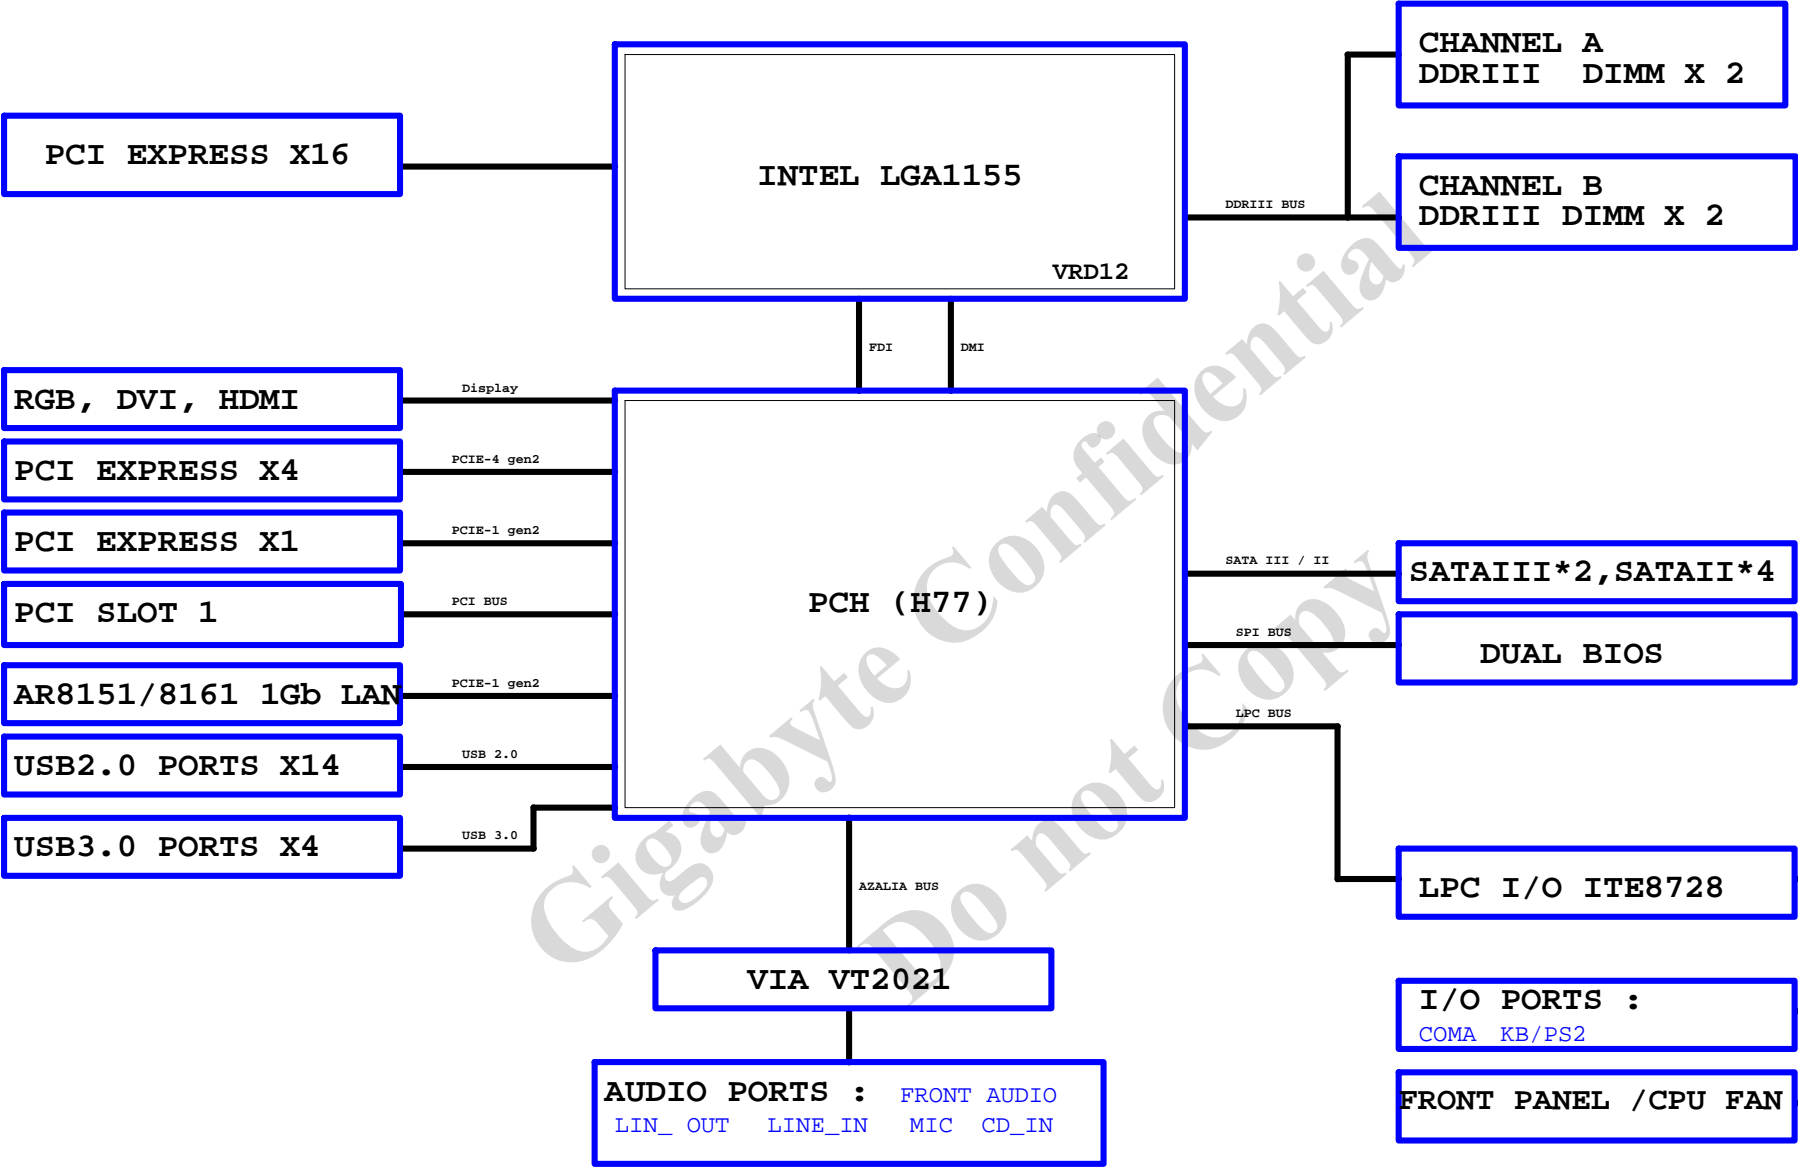 CHANNEL A
DDRIII DIMM X 2
PCI EXPRESS X16
INTEL LGA1155
VRD12
DDRIII BUS
CHANNEL B
DDRIII DIMM X 2
FDI
DMI
RGB, DVI, HDMI
Display
PCI EXPRESS X4
PCIE-4 gen2
PCI EXPRESS X1
PCIE-1 gen2
PCI SLOT 1
PCI BUS
AR8151/8161 1Gb LAN
PCIE-1 gen2
USB2.0 PORTS X14
USB 2.0
USB3.0 PORTS X4
USB 3.0
PCH (H77)
SATA III / II
SATAIII*2,SATAII*4
SPI BUS
DUAL BIOS
LPC BUS
LPC I/O ITE8728
AZALIA BUS
VIA VT2021
AUDIO PORTS : FRONT AUDIO
LIN_ OUT LINE_IN MIC CD_IN
I/O PORTS :
COMA KB/PS2
FRONT PANEL /CPU FAN
Gigabyte Confidential
Do not Copy